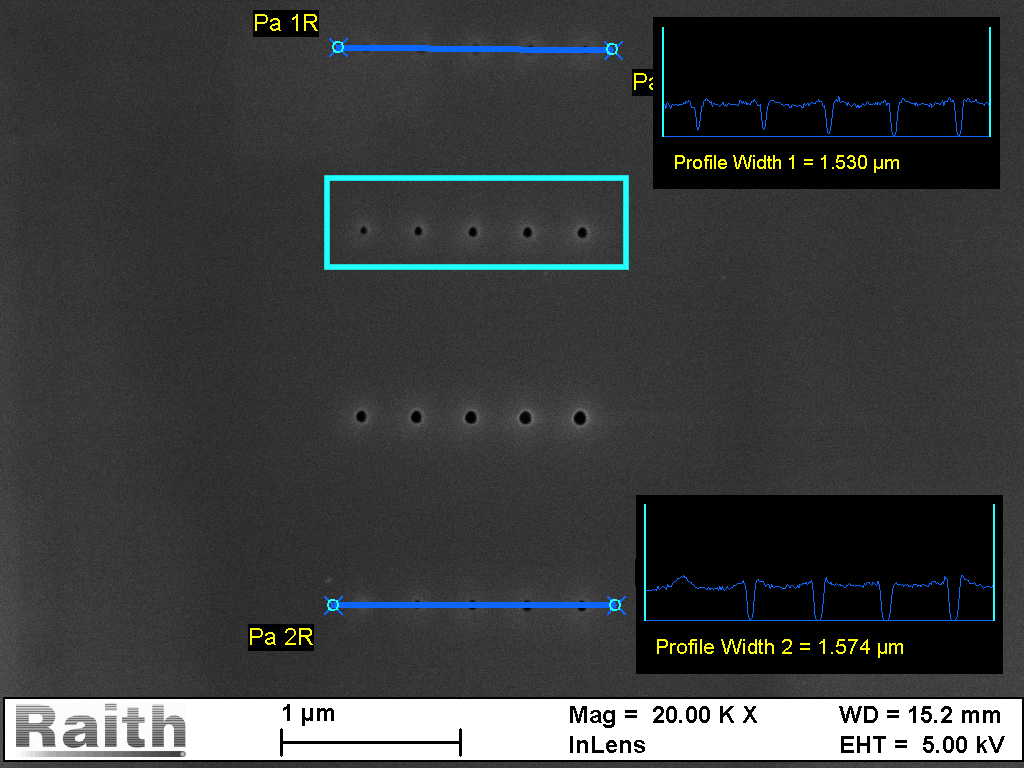 Pa 1R
Pa
Profile Width 1 = 1.530 µm
Pa 2R
Profile Width 2 = 1.574 µm
Raith
1 µm
Mag = 20.00 K X
WD = 15.2 mm
InLens
EHT = 5.00 kV